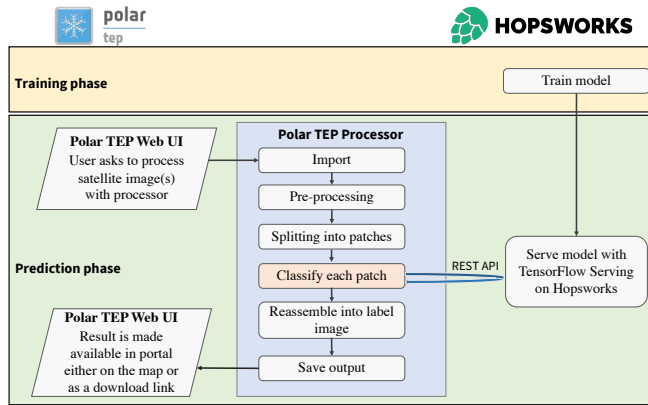 polar
tep
HOPSWORKS
Training phase
Train model
Polar TEP Web UI
User asks to process
satellite image(s)
with processor
Polar TEP Processor
Import
Pre-processing
Splitting into patches
Classify each patch
REST API
Serve model with
TensorFlow Serving
on Hopsworks
Prediction phase
Reassemble into label
image
Save output
Polar TEP Web UI
Result is made
available in portal
either on the map or
as a download link